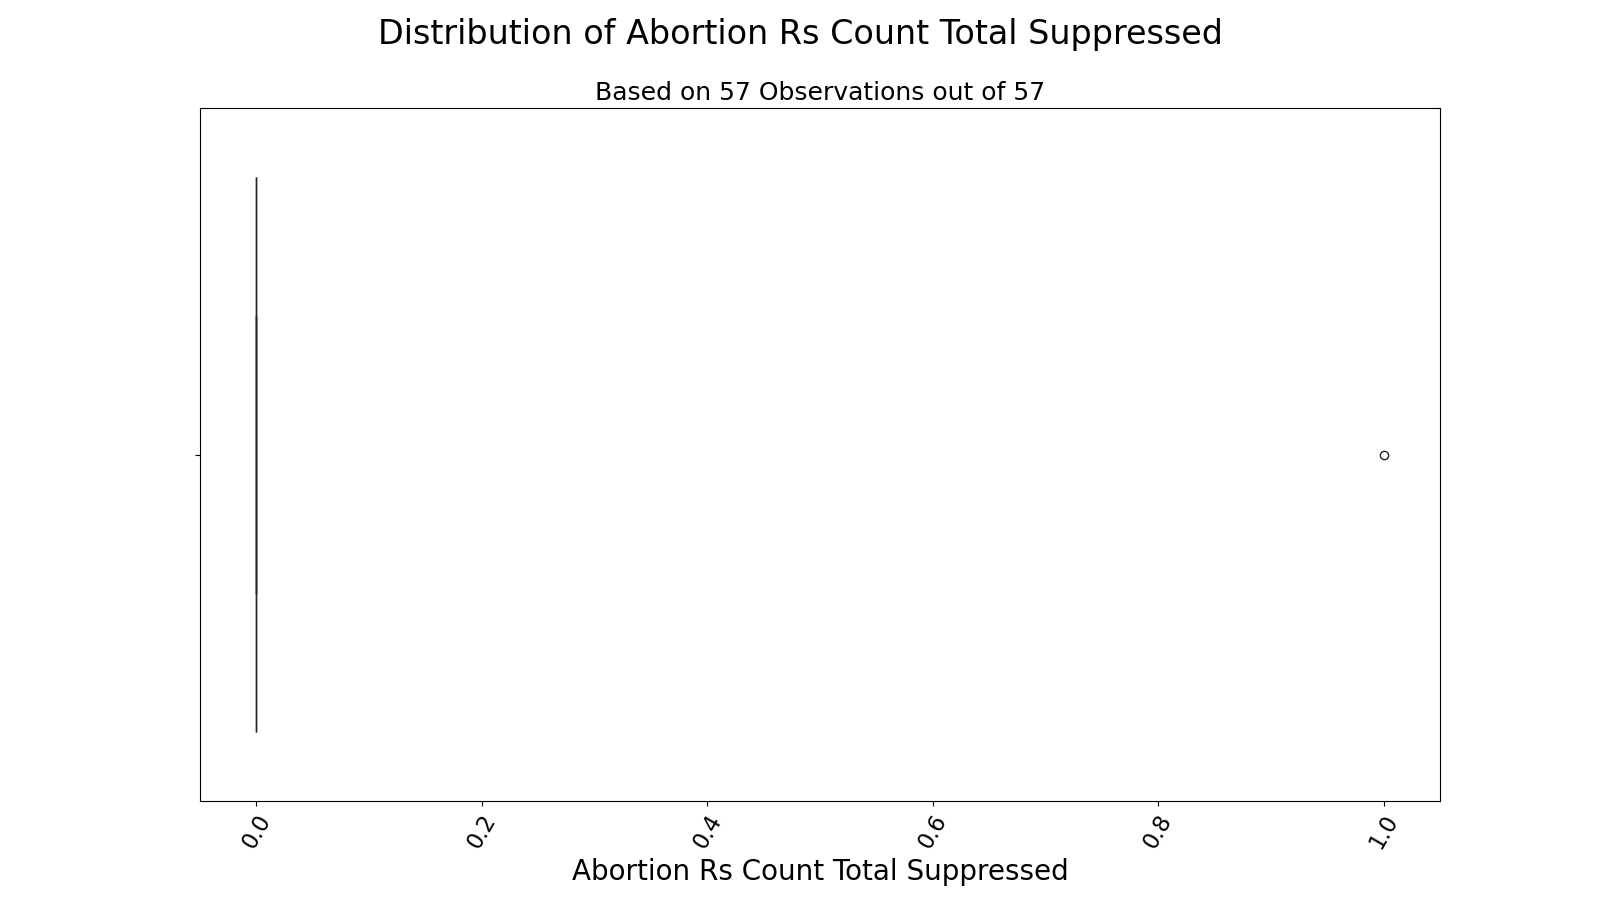 Distribution of Abortion Rs Count Total Suppressed
Based on 57 Observations out of 57
0.0
0.2
0.4
0.6
0.8
1.0
Abortion Rs Count Total Suppressed